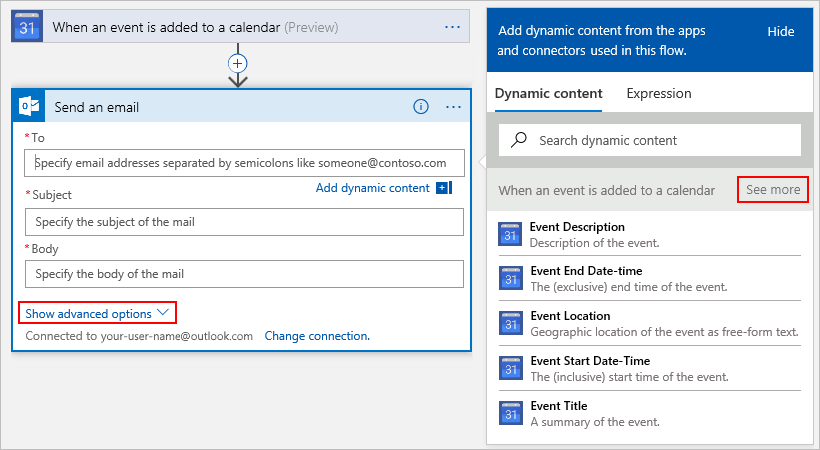 31 When an event is added to a calendar (Preview) ...
Send an email ...
*To
Specify email addresses separated by semicolons like someone@contoso.com
Add dynamic content
*Subject
Specify the subject of the mail
*Body
Specify the body of the mail
Show advanced options
Connected to your-user-name@outlook.com Change connection.
Add dynamic content from the apps
and connectors used in this flow.
Hide
Dynamic content Expression
Search dynamic content
When an event is added to a calendar See more
31 Event Description
Description of the event.
31 Event End Date-time
The (exclusive) end time of the event.
31 Event Location
Geographic location of the event as free-form text.
31 Event Start Date-Time
The (inclusive) start time of the event.
31 Event Title
A summary of the event.